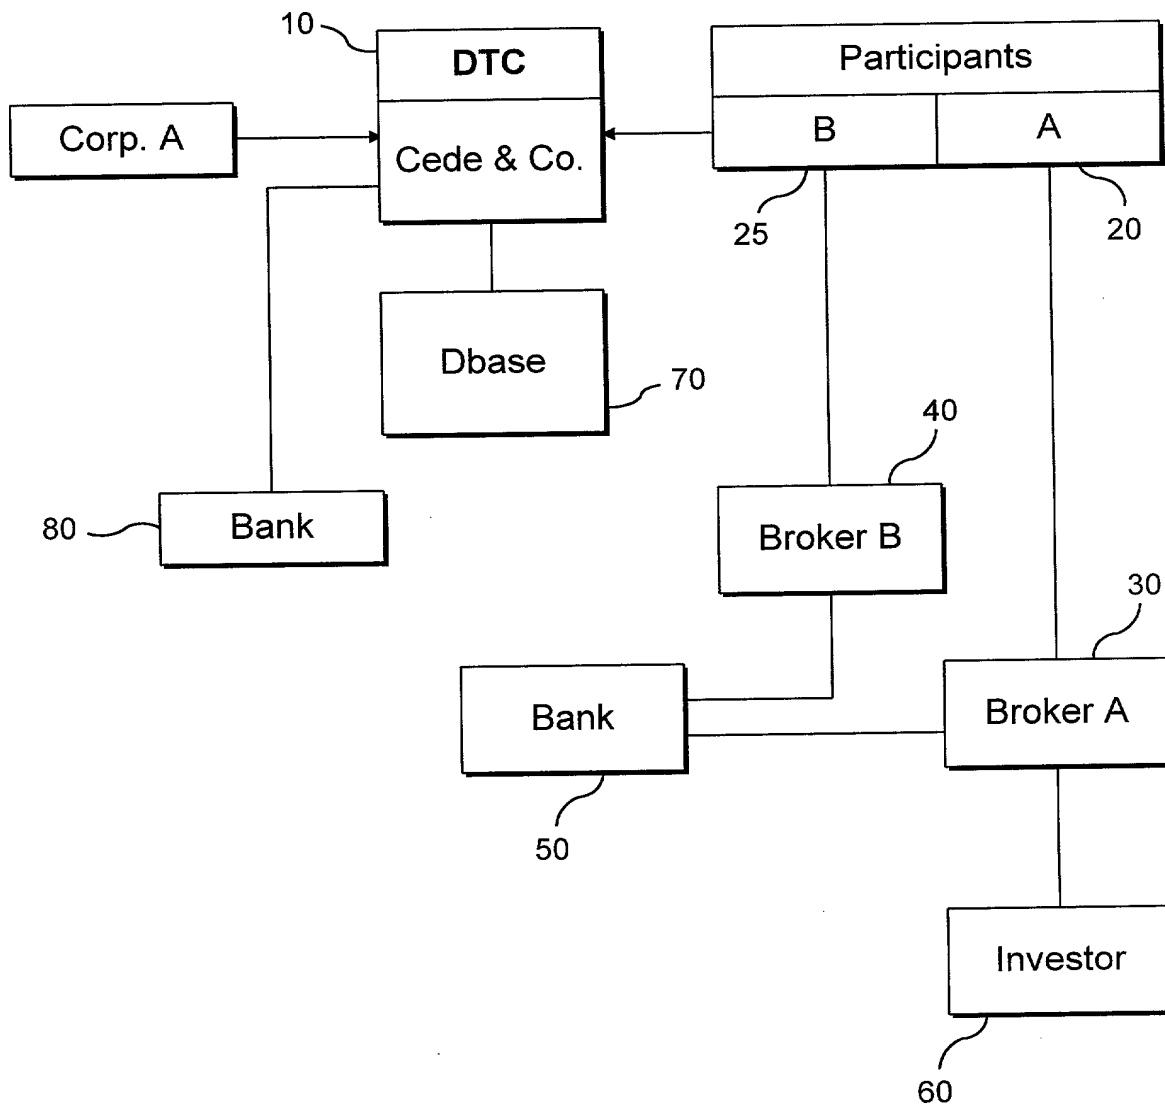 10
DTC
Participants
Corp. A
Cede & Co.
B
A
25
20
Dbase
70
40
80
Bank
Broker B
30
Bank
Broker A
50
Investor
60